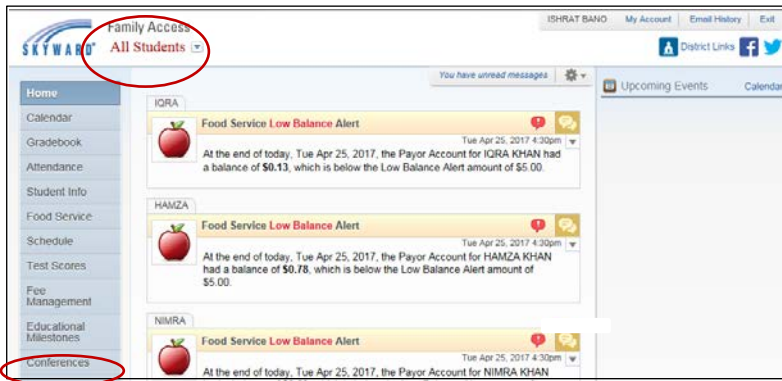 ISHRAT BANO My Account Email History Exit
Family Access
SKYWARD®
All Students
District Links
You have unread messages
Upcoming Events Calendar
Home
Calendar
Gradebook
Attendance
Student Info
Food Service
Schedule
Test Scores
Fee
Management
Educational
Milestones
Conferences
IQRA
Food Service Low Balance Alert
Tue Apr 25, 2017 4:30pm
At the end of today, Tue Apr 25, 2017, the Payor Account for IQRA KHAN had
a balance of $0.13, which is below the Low Balance Alert amount of $5.00.
HAMZA
Food Service Low Balance Alert
Tue Apr 25, 2017 4:30pm
At the end of today, Tue Apr 25, 2017, the Payor Account for HAMZA KHAN
had a balance of $0.78, which is below the Low Balance Alert amount of
$5.00.
NIMRA
Food Service Low Balance Alert
Tue Apr 25, 2017 4:30pm
At the end of today, Tue Apr 25, 2017, the Payor Account for NIMRA KHAN